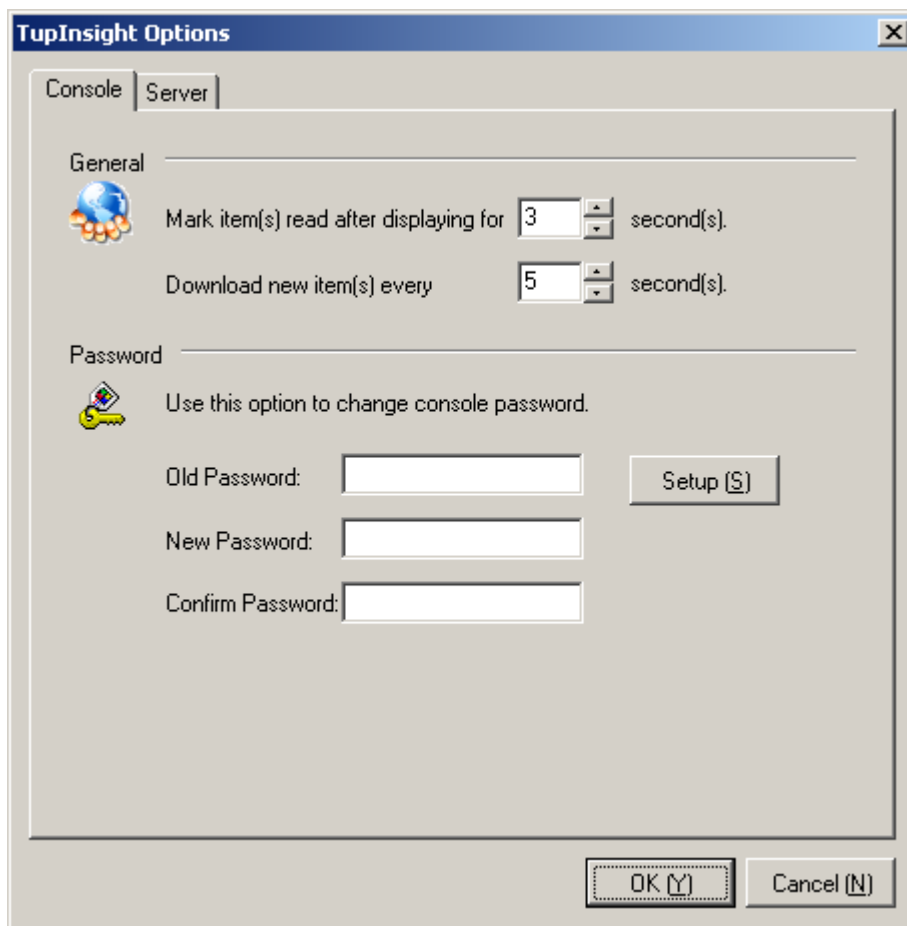 TupInsight Options
Console Server
General
Mark item(s) read after displaying for 3 second(s).
Download new item(s) every 5 second(s).
Password
Use this option to change console password.
Old Password: Setup (S)
New Password:
Confirm Password:
OK (Y) Cancel (N)